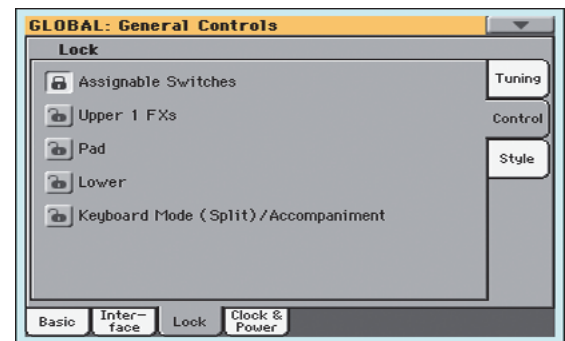 GLOBAL: General Controls
Lock
Assignable Switches
Upper 1 FXs
Pad
Lower
Keyboard Mode (Split)/Accompaniment
Tuning
Control
Style
Basic
Inter-
face
Lock
Clock &
Power